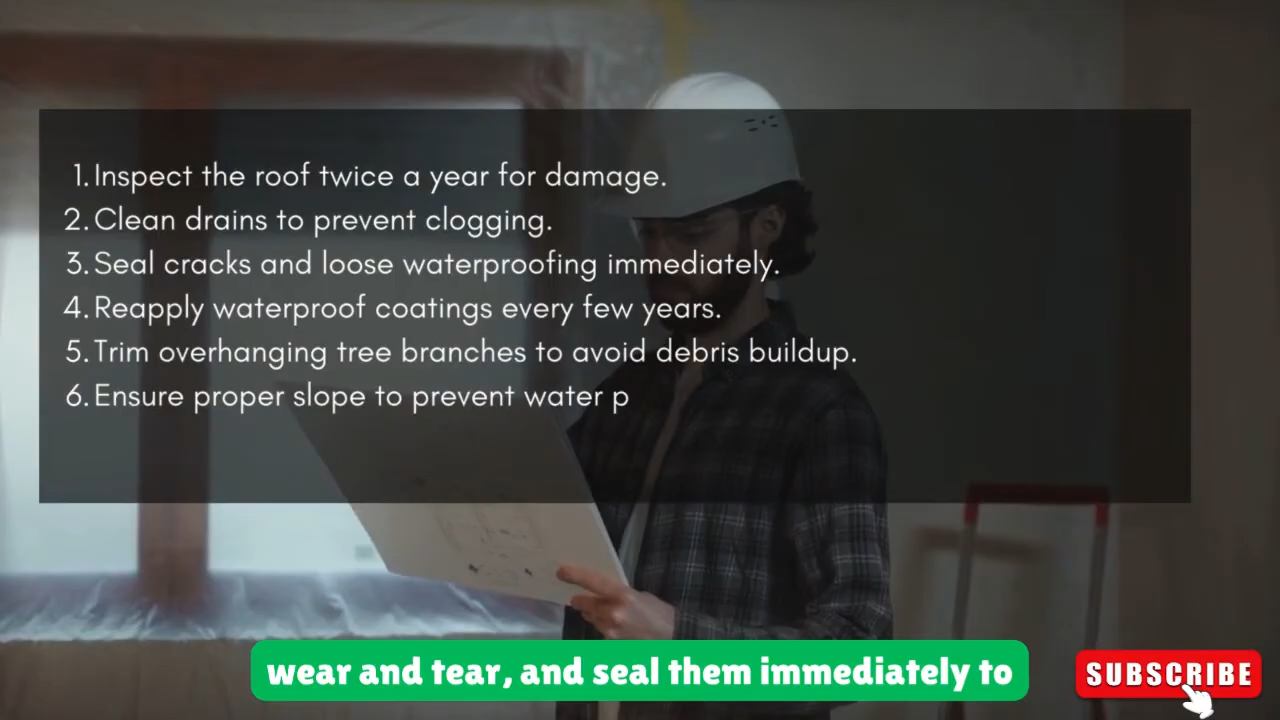 1. Inspect the roof twice a year for damage.
2. Clean drains to prevent clogging.
3. Seal cracks and loose waterproofing immediately.
4. Reapply waterproof coatings every few years.
5. Trim overhanging tree branches to avoid debris buildup.
6. Ensure proper slope to prevent water p
wear and tear, and seal them immediately to
SUBSCRIBE